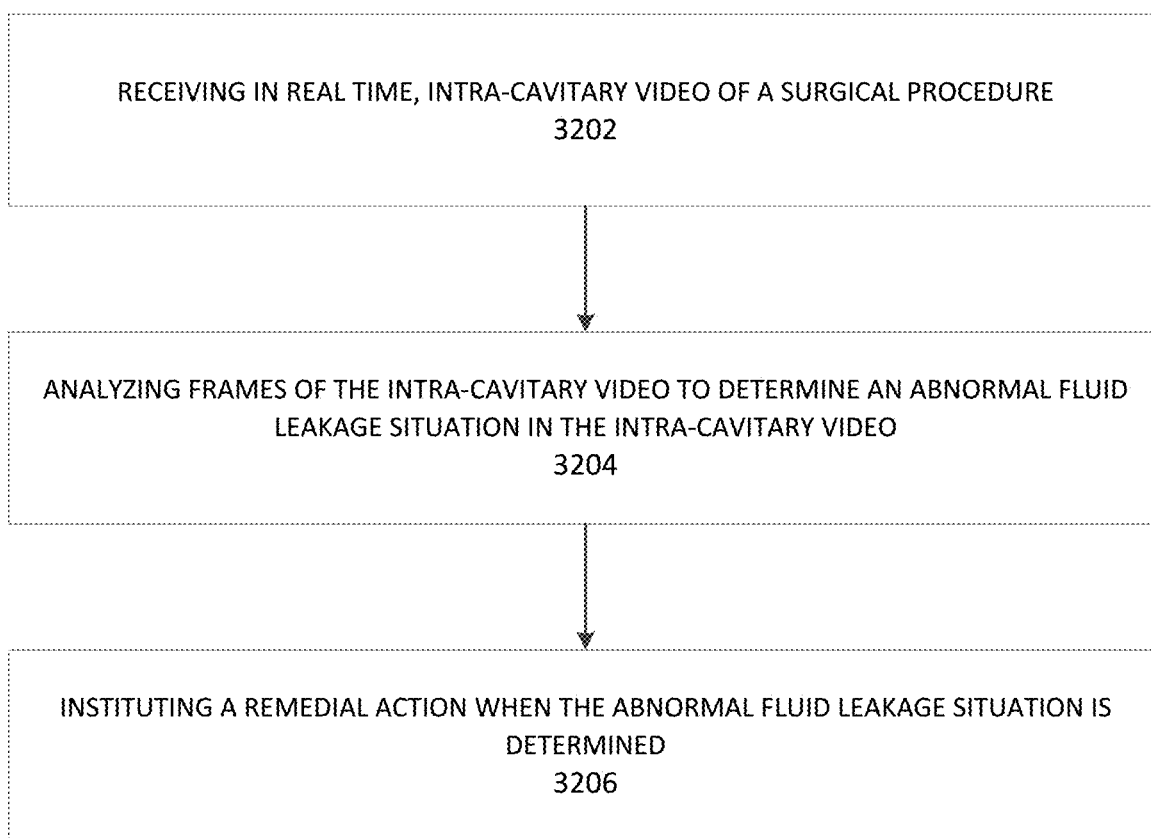 RECEIVING IN REAL TIME, INTRA-CAVITARY VIDEO OF A SURGICAL PROCEDURE
3202
ANALYZING FRAMES OF THE INTRA-CAVITARY VIDEO TO DETERMINE AN ABNORMAL FLUID
LEAKAGE SITUATION IN THE INTRA-CAVITARY VIDEO
3204
INSTITUTING A REMEDIAL ACTION WHEN THE ABNORMAL FLUID LEAKAGE SITUATION IS
DETERMINED
3206